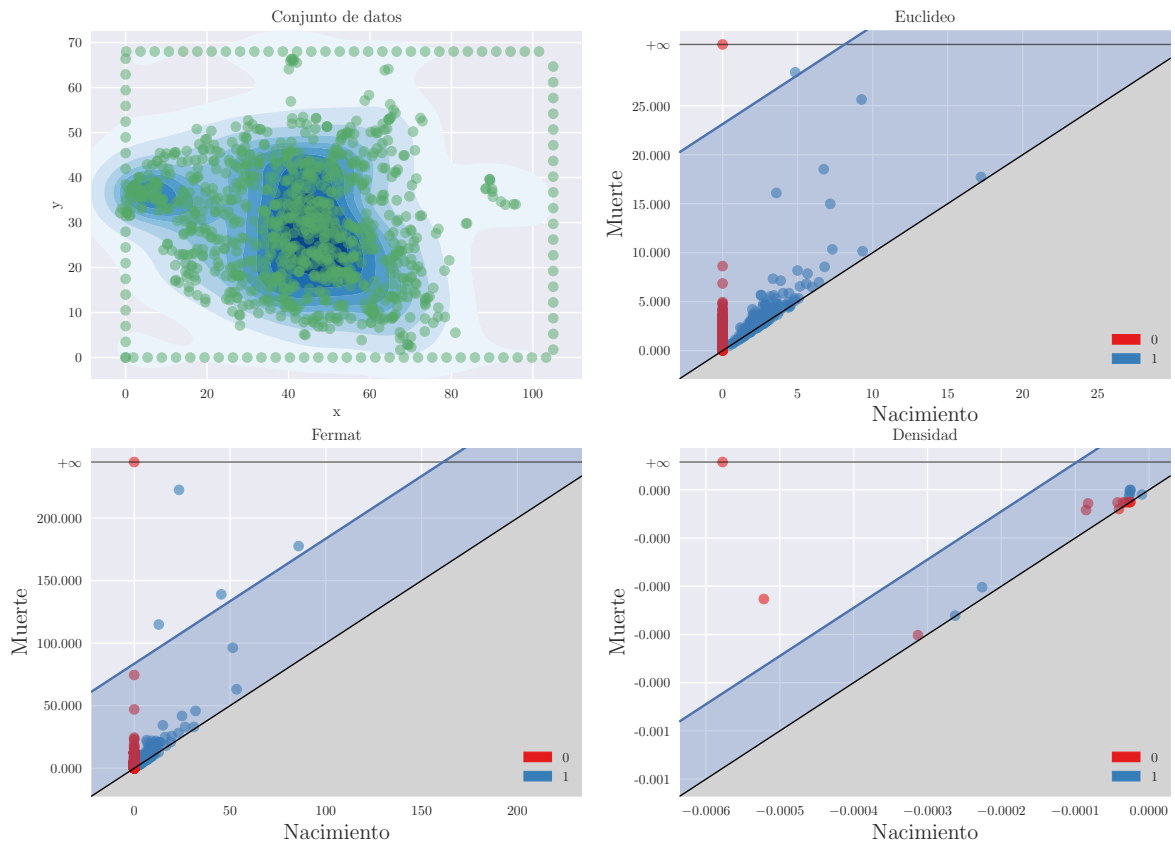 Conjunto de datos
70
60
50
40
30
20
10
0
y
0 20 40 60 80 100
x
Euclideo
+∞
25.000
20.000
15.000
10.000
5.000
0.000
Muerte
0
1
0 5 10 15 20 25
Nacimiento
Fermat
+∞
200.000
150.000
100.000
50.000
0.000
Muerte
0
1
0 50 100 150 200
Nacimiento
Densidad
+∞
0.000
-0.000
-0.000
-0.000
-0.000
-0.001
-0.001
Muerte
0
1
−0.0006 −0.0005 −0.0004 −0.0003 −0.0002 −0.0001 0.0000
Nacimiento